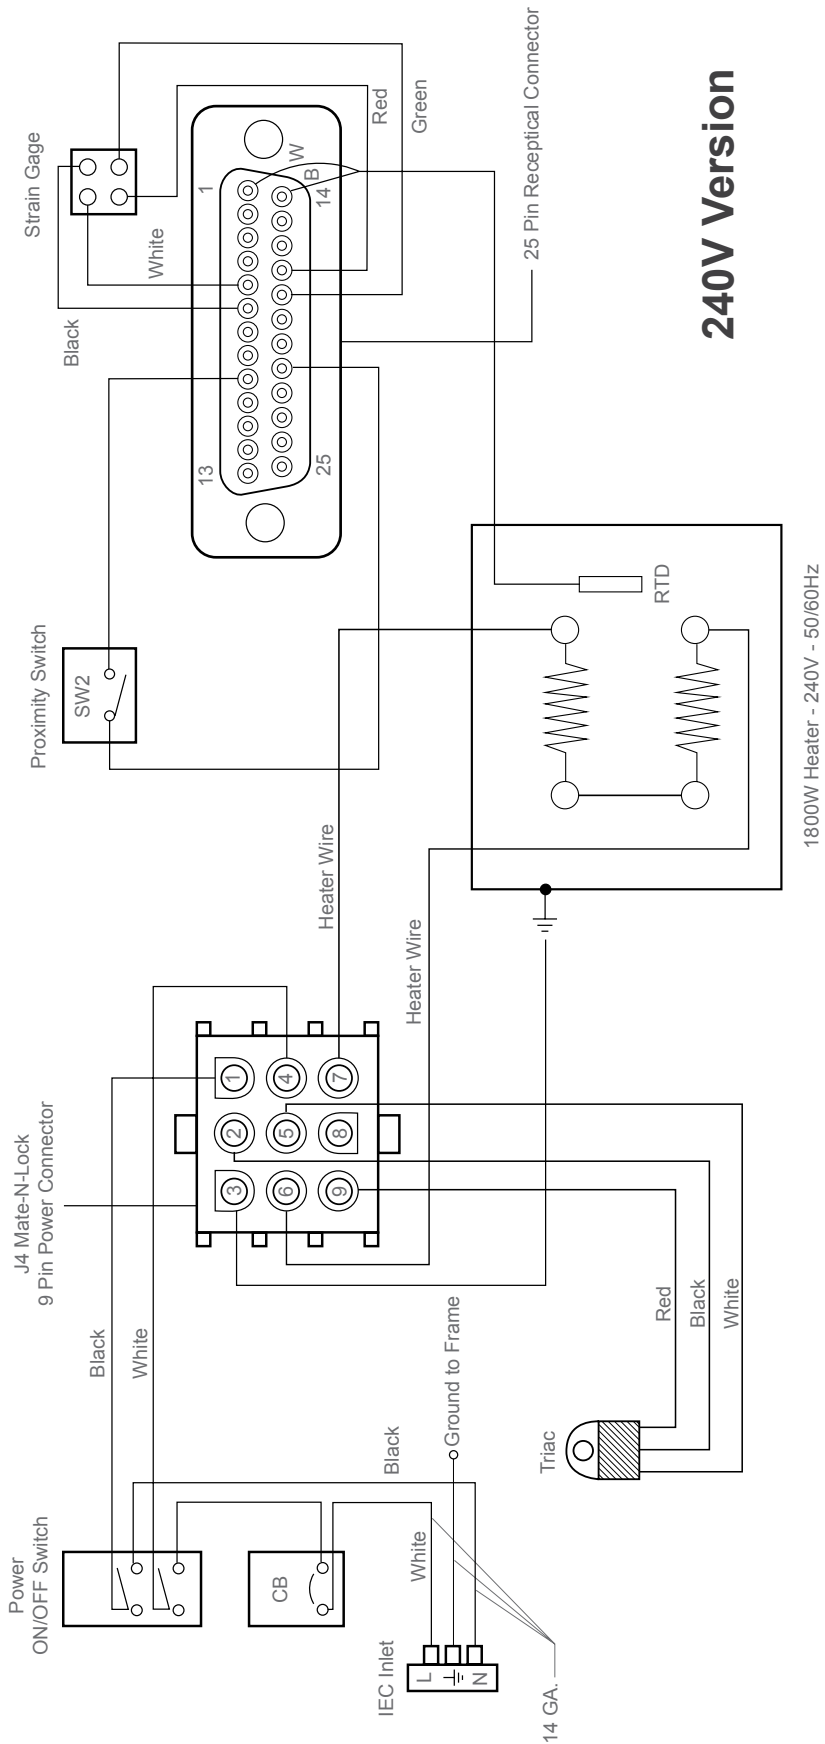 Power
ON/OFF Switch
CB
IEC Inlet
L
N
14 GA.
White
Black
Ground to Frame
Triac
Red
Black
White
Black
White
J4 Mate-N-Lock
9 Pin Power Connector
1
2
3
4
5
6
7
8
9
Heater Wire
Heater Wire
Proximity Switch
SW2
1800W Heater - 240V - 50/60Hz
RTD
Strain Gage
Black
White
Red
Green
1
13
14
25
W
B
25 Pin Receptical Connector
240V Version